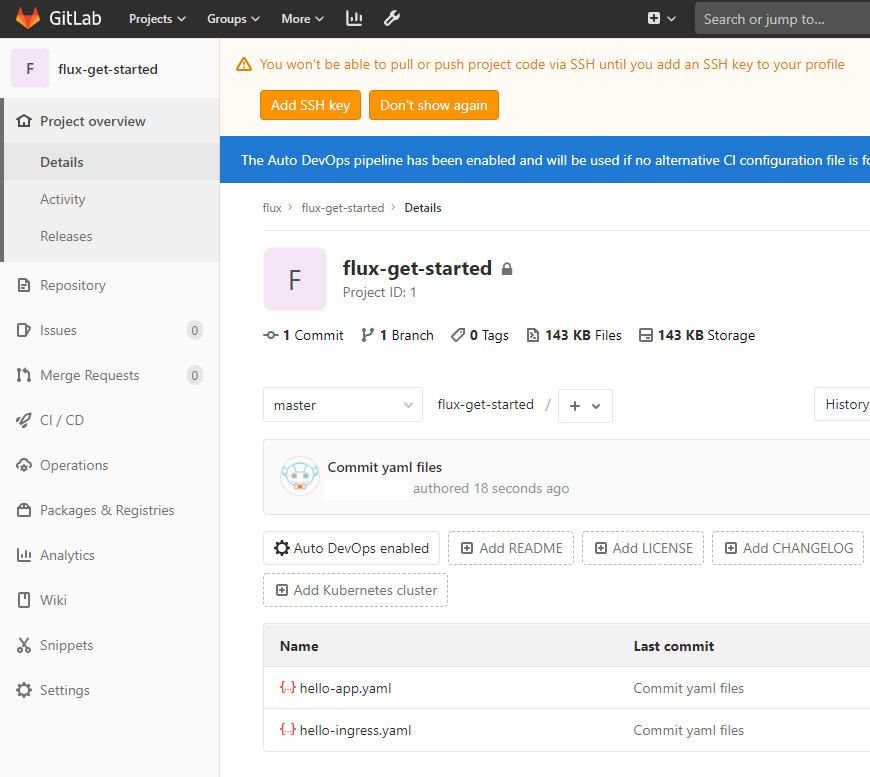 GitLab Projects Groups More Search or jump to...
F flux-get-started
Project overview
Details
Activity
Releases
Repository
Issues 0
Merge Requests 0
CI / CD
Operations
Packages & Registries
Analytics
Wiki
Snippets
Settings
You won't be able to pull or push project code via SSH until you add an SSH key to your profile
Add SSH key Don't show again
The Auto DevOps pipeline has been enabled and will be used if no alternative CI configuration file is
flux > flux-get-started > Details
F flux-get-started
Project ID: 1
1 Commit 1 Branch 0 Tags 143 KB Files 143 KB Storage
master flux-get-started / + History
Commit yaml files
authored 18 seconds ago
Auto DevOps enabled Add README Add LICENSE Add CHANGELOG
Add Kubernetes cluster
Name Last commit
hello-app.yaml Commit yaml files
hello-ingress.yaml Commit yaml files